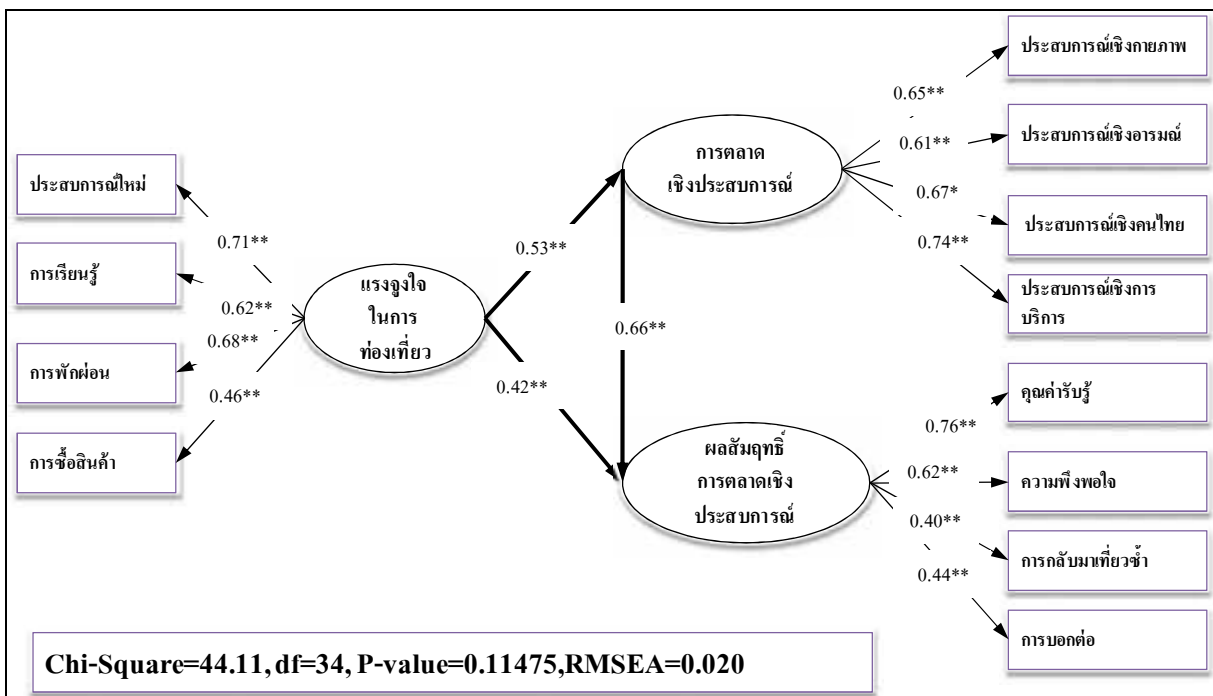 ประสบการณ์ใหม่
การเรียนรู้
การพักผ่อน
การซื้อสินค้า
0.71**
0.62**
0.68**
0.46**
แรงจูงใจ
ในการ
ท่องเที่ยว
0.53**
0.42**
0.66**
การตลาด
เชิงประสบการณ์
0.65**
0.61**
0.67*
0.74**
ประสบการณ์เชิงกายภาพ
ประสบการณ์เชิงอารมณ์
ประสบการณ์เชิงคนไทย
ประสบการณ์เชิงการ
บริการ
ผลสัมฤทธิ์
การตลาดเชิง
ประสบการณ์
0.76**
0.62**
0.40**
0.44**
คุณค่ารับรู้
ความพึงพอใจ
การกลับมาเที่ยวซ้ำ
การบอกต่อ
Chi-Square=44.11, df=34, P-value=0.11475,RMSEA=0.020